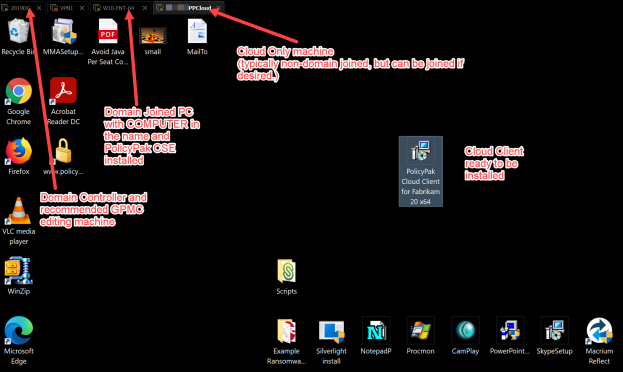 2019DC
VPN1
W10-ENT-64
PPCloud
Recycle Bin
MMASetup...
Avoid Java
Per Seat Co...
small
MailTo
Cloud Only machine
(typically non-domain joined, but can be joined if
desired.)
Google
Chrome
Acrobat
Reader DC
Domain Joined PC
with COMPUTER in
the name and
PolicyPak CSE
installed
PolicyPak
Cloud Client
for Fabrikam
20 x64
Cloud Client
ready to be
installed
Firefox
www.policy...
Domain Controller and
recommended GPMC
editing machine
VLC media
player
WinZip
Scripts
Microsoft
Edge
Example
Ransomwa...
Silverlight
install
NotepadP
Procmon
CamPlay
PowerPoint...
SkypeSetup
Macrium
Reflect